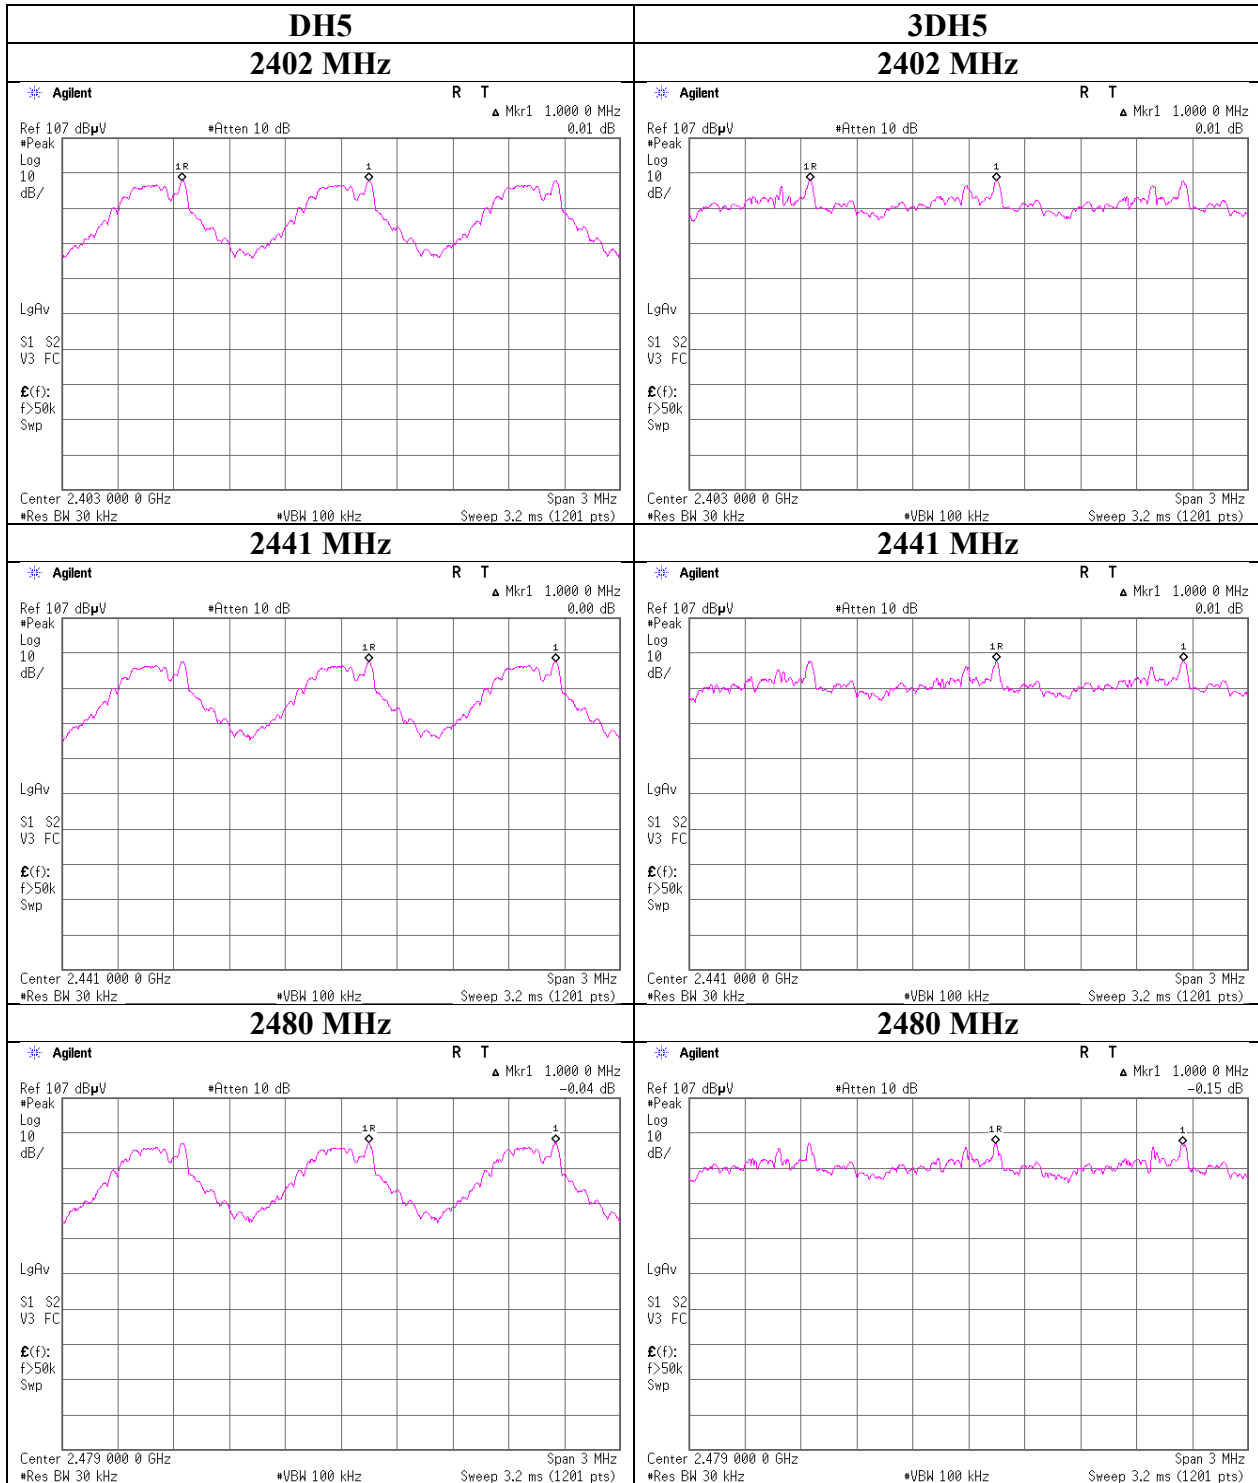 DH5 3DH5
2402 MHz 2402 MHz
Agilent R T
▲ Mkr1 1.000 0 MHz
Ref 107 dBµV #Atten 10 dB 0.01 dB
#Peak
Log
10
dB/
1R 1
LgAv
S1 S2
V3 FC
£(f):
f>50k
Swp
Center 2.403 000 0 GHz Span 3 MHz
#Res BW 30 kHz #VBW 100 kHz Sweep 3.2 ms (1201 pts)
Agilent R T
▲ Mkr1 1.000 0 MHz
Ref 107 dBµV #Atten 10 dB 0.01 dB
#Peak
Log
10
dB/
1R 1
LgAv
S1 S2
V3 FC
£(f):
f>50k
Swp
Center 2.403 000 0 GHz Span 3 MHz
#Res BW 30 kHz #VBW 100 kHz Sweep 3.2 ms (1201 pts)
2441 MHz 2441 MHz
Agilent R T
▲ Mkr1 1.000 0 MHz
Ref 107 dBµV #Atten 10 dB 0.00 dB
#Peak
Log
10
dB/
1R 1
LgAv
S1 S2
V3 FC
£(f):
f>50k
Swp
Center 2.441 000 0 GHz Span 3 MHz
#Res BW 30 kHz #VBW 100 kHz Sweep 3.2 ms (1201 pts)
Agilent R T
▲ Mkr1 1.000 0 MHz
Ref 107 dBµV #Atten 10 dB 0.01 dB
#Peak
Log
10
dB/
1R 1
LgAv
S1 S2
V3 FC
£(f):
f>50k
Swp
Center 2.441 000 0 GHz Span 3 MHz
#Res BW 30 kHz #VBW 100 kHz Sweep 3.2 ms (1201 pts)
2480 MHz 2480 MHz
Agilent R T
▲ Mkr1 1.000 0 MHz
Ref 107 dBµV #Atten 10 dB -0.04 dB
#Peak
Log
10
dB/
1R 1
LgAv
S1 S2
V3 FC
£(f):
f>50k
Swp
Center 2.479 000 0 GHz Span 3 MHz
#Res BW 30 kHz #VBW 100 kHz Sweep 3.2 ms (1201 pts)
Agilent R T
▲ Mkr1 1.000 0 MHz
Ref 107 dBµV #Atten 10 dB -0.15 dB
#Peak
Log
10
dB/
1R 1
LgAv
S1 S2
V3 FC
£(f):
f>50k
Swp
Center 2.479 000 0 GHz Span 3 MHz
#Res BW 30 kHz #VBW 100 kHz Sweep 3.2 ms (1201 pts)